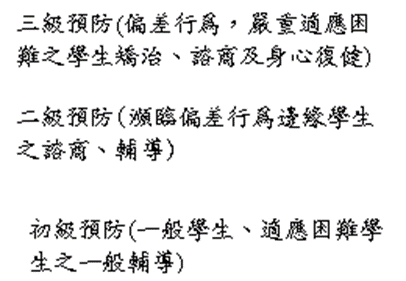 三級預防(偏差行為，嚴重適應困
難之學生矯治、諮商及身心復健)
二級預防(瀕臨偏差行為邊緣學生
之諮商、輔導)
初級預防(一般學生、適應困難學
生之一般輔導)